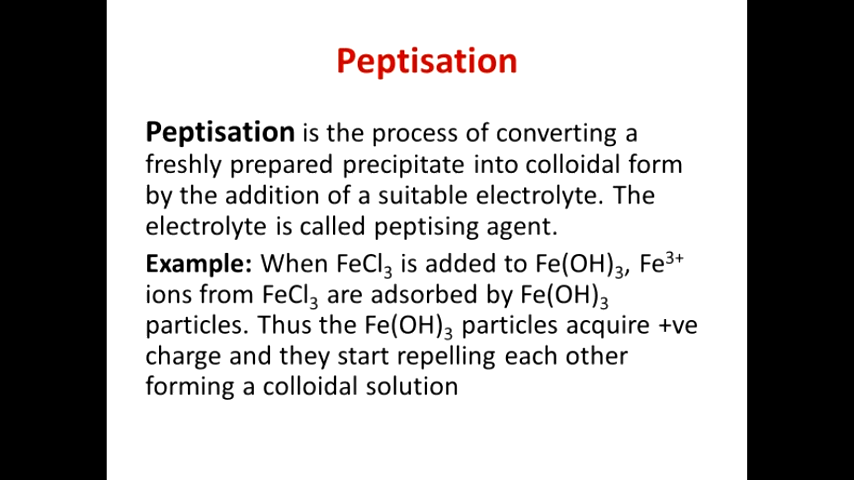 Peptisation
Peptisation is the process of converting a
freshly prepared precipitate into colloidal form
by the addition of a suitable electrolyte. The
electrolyte is called peptising agent.
Example: When FeCl₃ is added to Fe(OH)₃, Fe³⁺
ions from FeCl₃ are adsorbed by Fe(OH)₃
particles. Thus the Fe(OH)₃ particles acquire +ve
charge and they start repelling each other
forming a colloidal solution